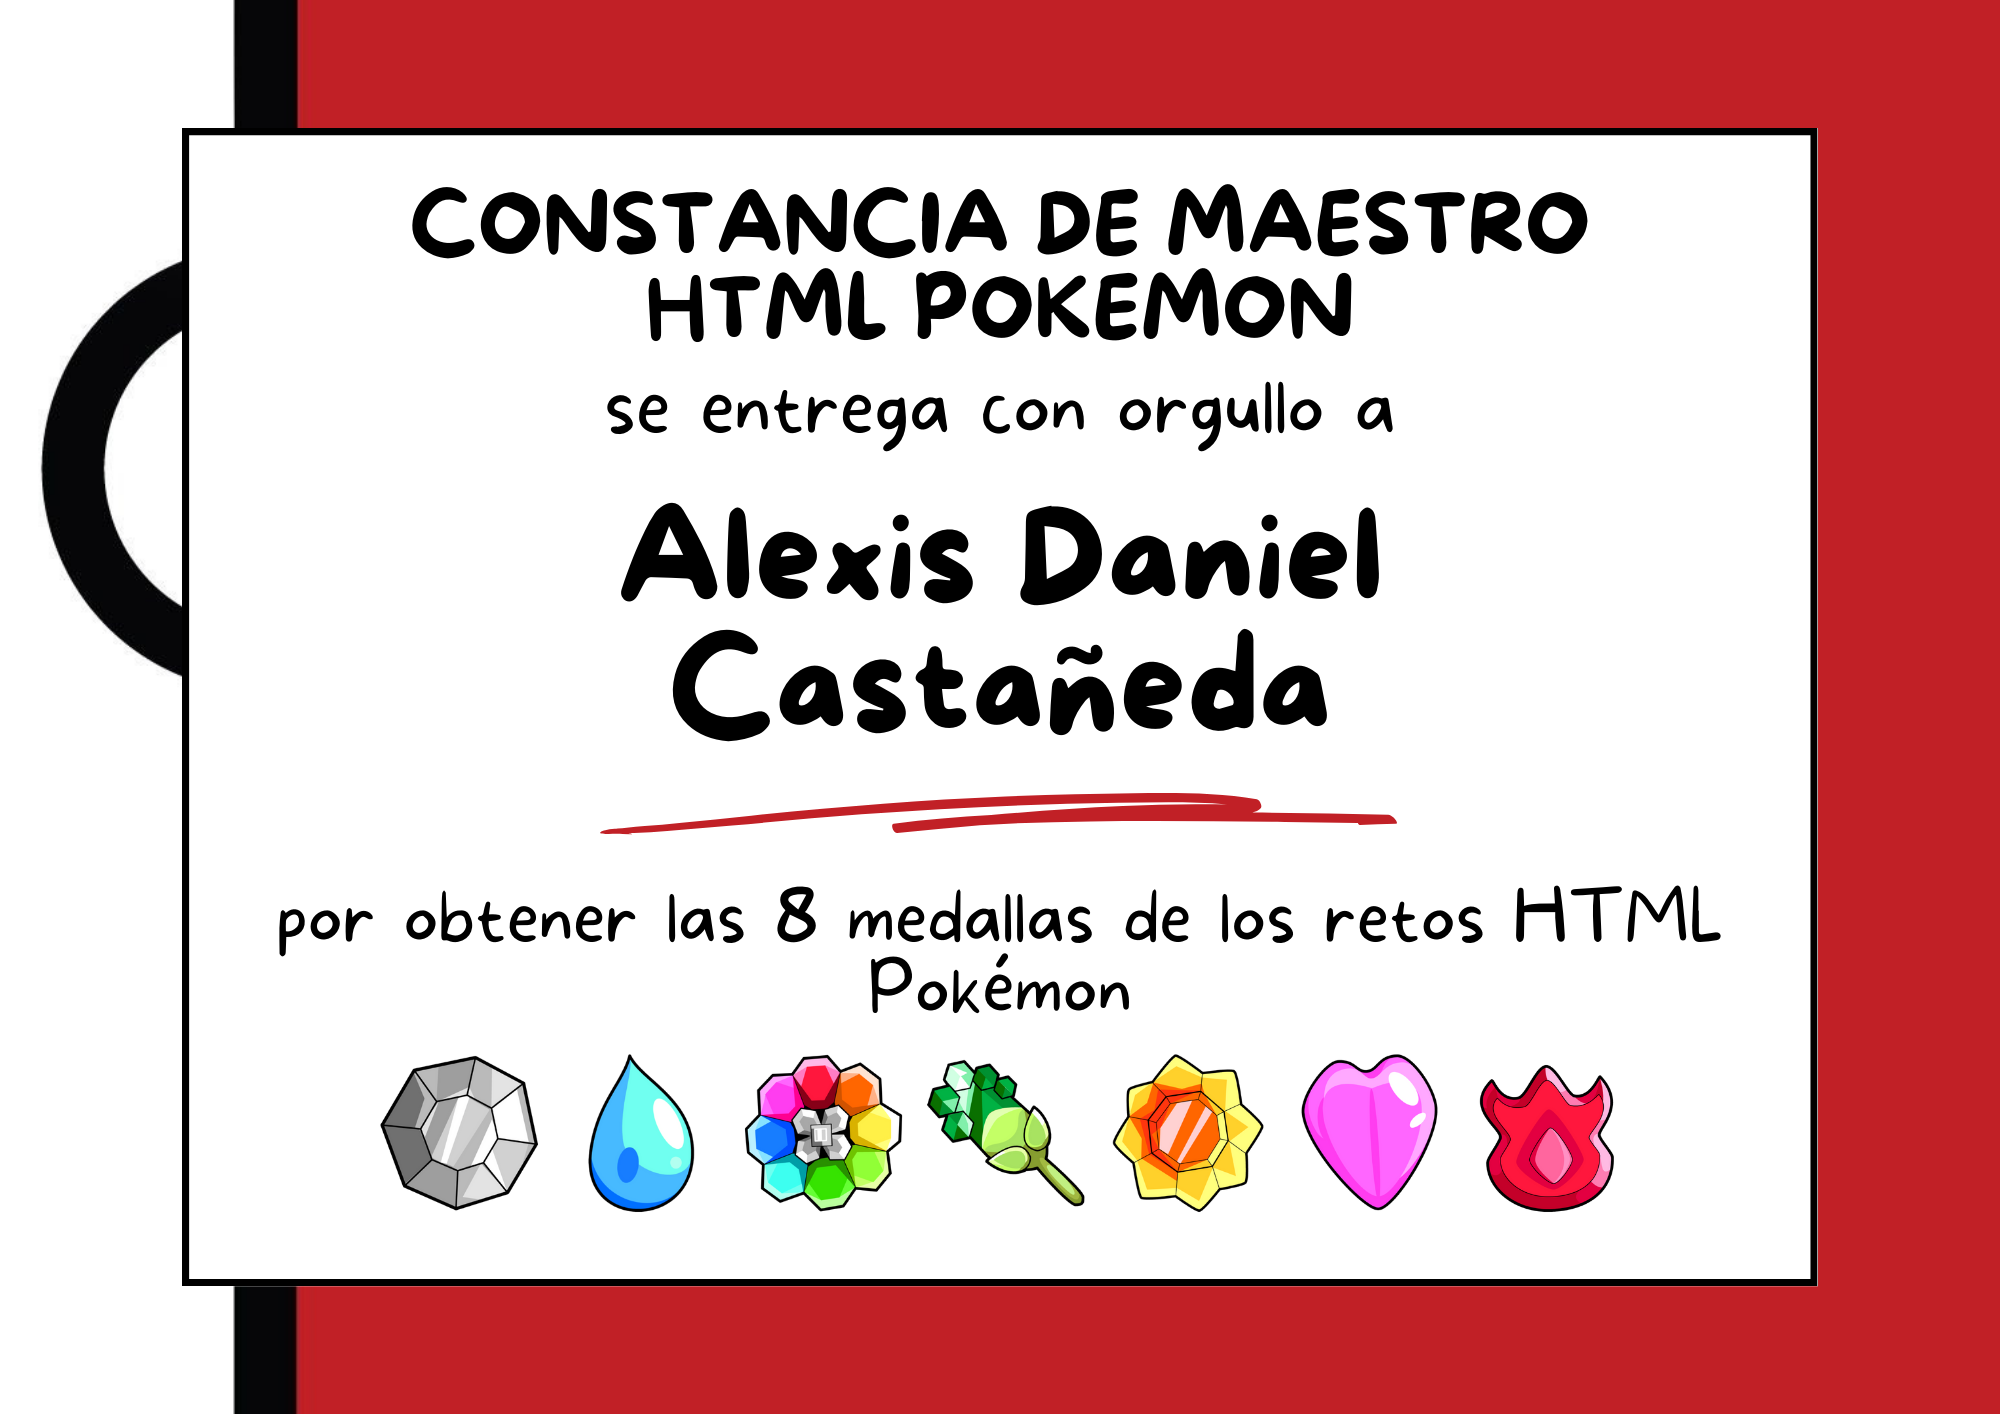 CONSTANCIA DE MAESTRO
HTML POKEMON
se entrega con orgullo a
Alexis Daniel
Castañeda
por obtener las 8 medallas de los retos HTML
Pokémon